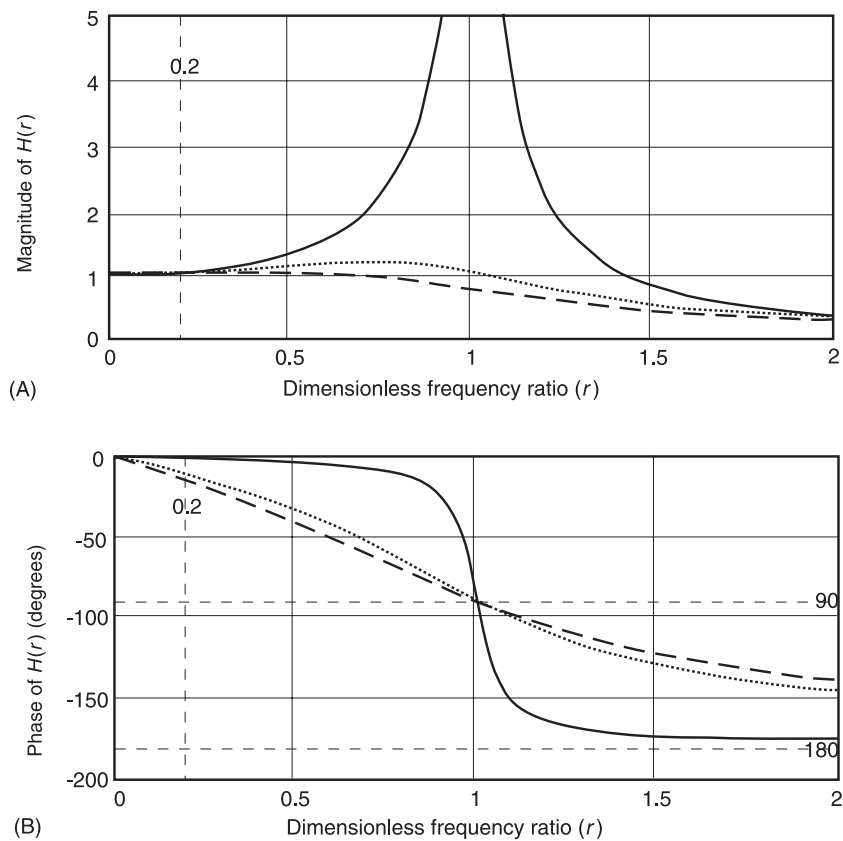 5
4
3
2
1
0
0.2
Magnitude of H(r)
0 0.5 1 1.5 2
Dimensionless frequency ratio (r)
(A)
0
-50
-100
-150
-200
0.2
90
180
Phase of H(r) (degrees)
0 0.5 1 1.5 2
Dimensionless frequency ratio (r)
(B)